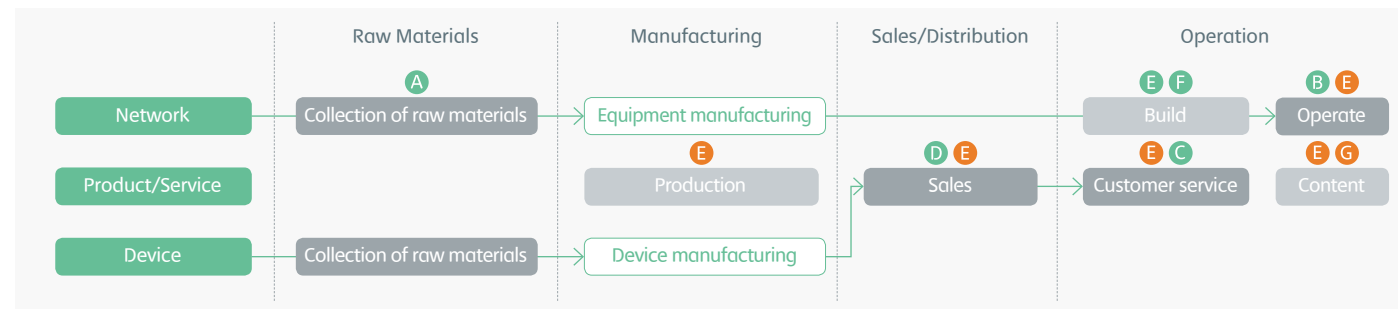 Raw Materials
Manufacturing
Sales/Distribution
Operation
A
E F
B E
Network
Collection of raw materials
Equipment manufacturing
Build
Operate
E
D E
E C
E G
Product/Service
Production
Sales
Customer service
Content
Device
Collection of raw materials
Device manufacturing